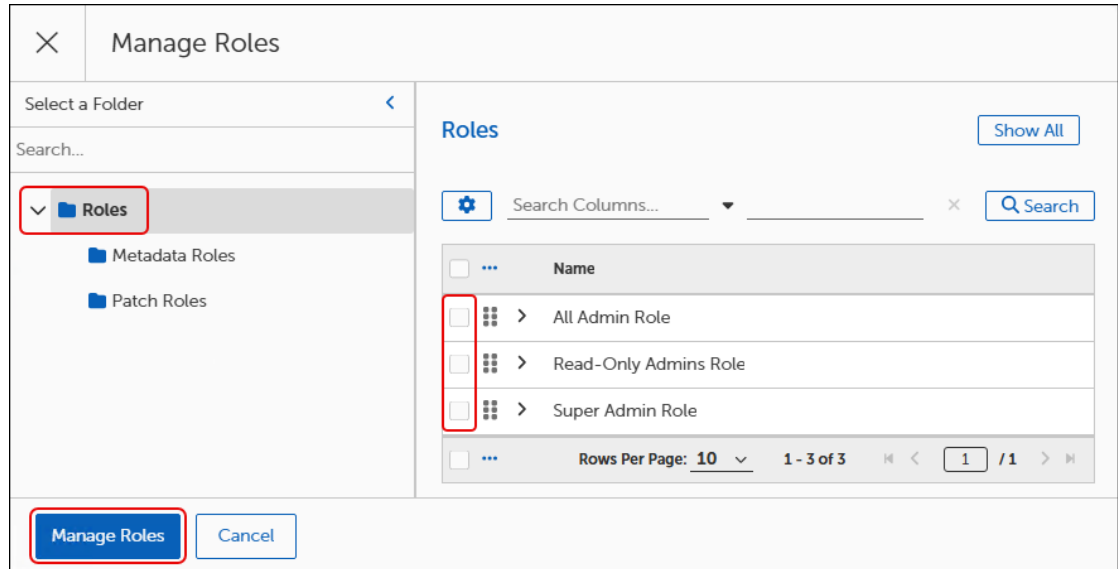 Manage Roles
Select a Folder
Search...
Roles
Metadata Roles
Patch Roles
Roles
Show All
Search Columns...
Search
Name
All Admin Role
Read-Only Admins Role
Super Admin Role
Rows Per Page: 10 1 - 3 of 3 1 / 1
Manage Roles Cancel